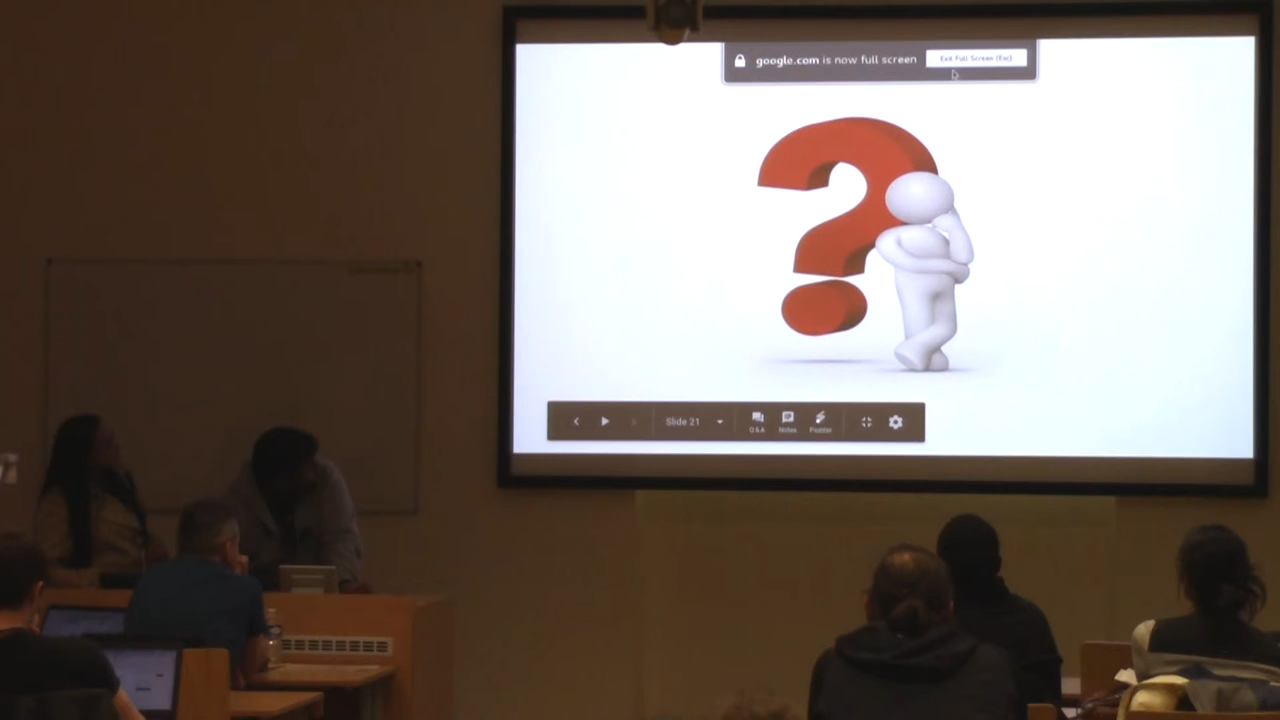 google.com is now full screen
Exit Full Screen (Esc)
Slide 21
Q&A
Notes
Pointer